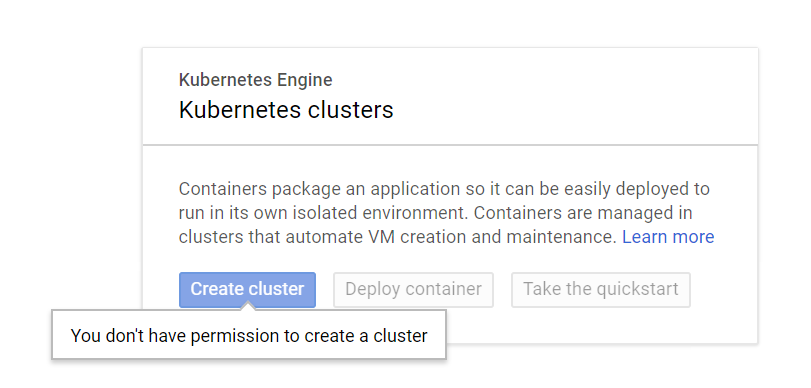 Kubernetes Engine
Kubernetes clusters
Containers package an application so it can be easily deployed to
run in its own isolated environment. Containers are managed in
clusters that automate VM creation and maintenance. Learn more
Create cluster
Deploy container
Take the quickstart
You don't have permission to create a cluster